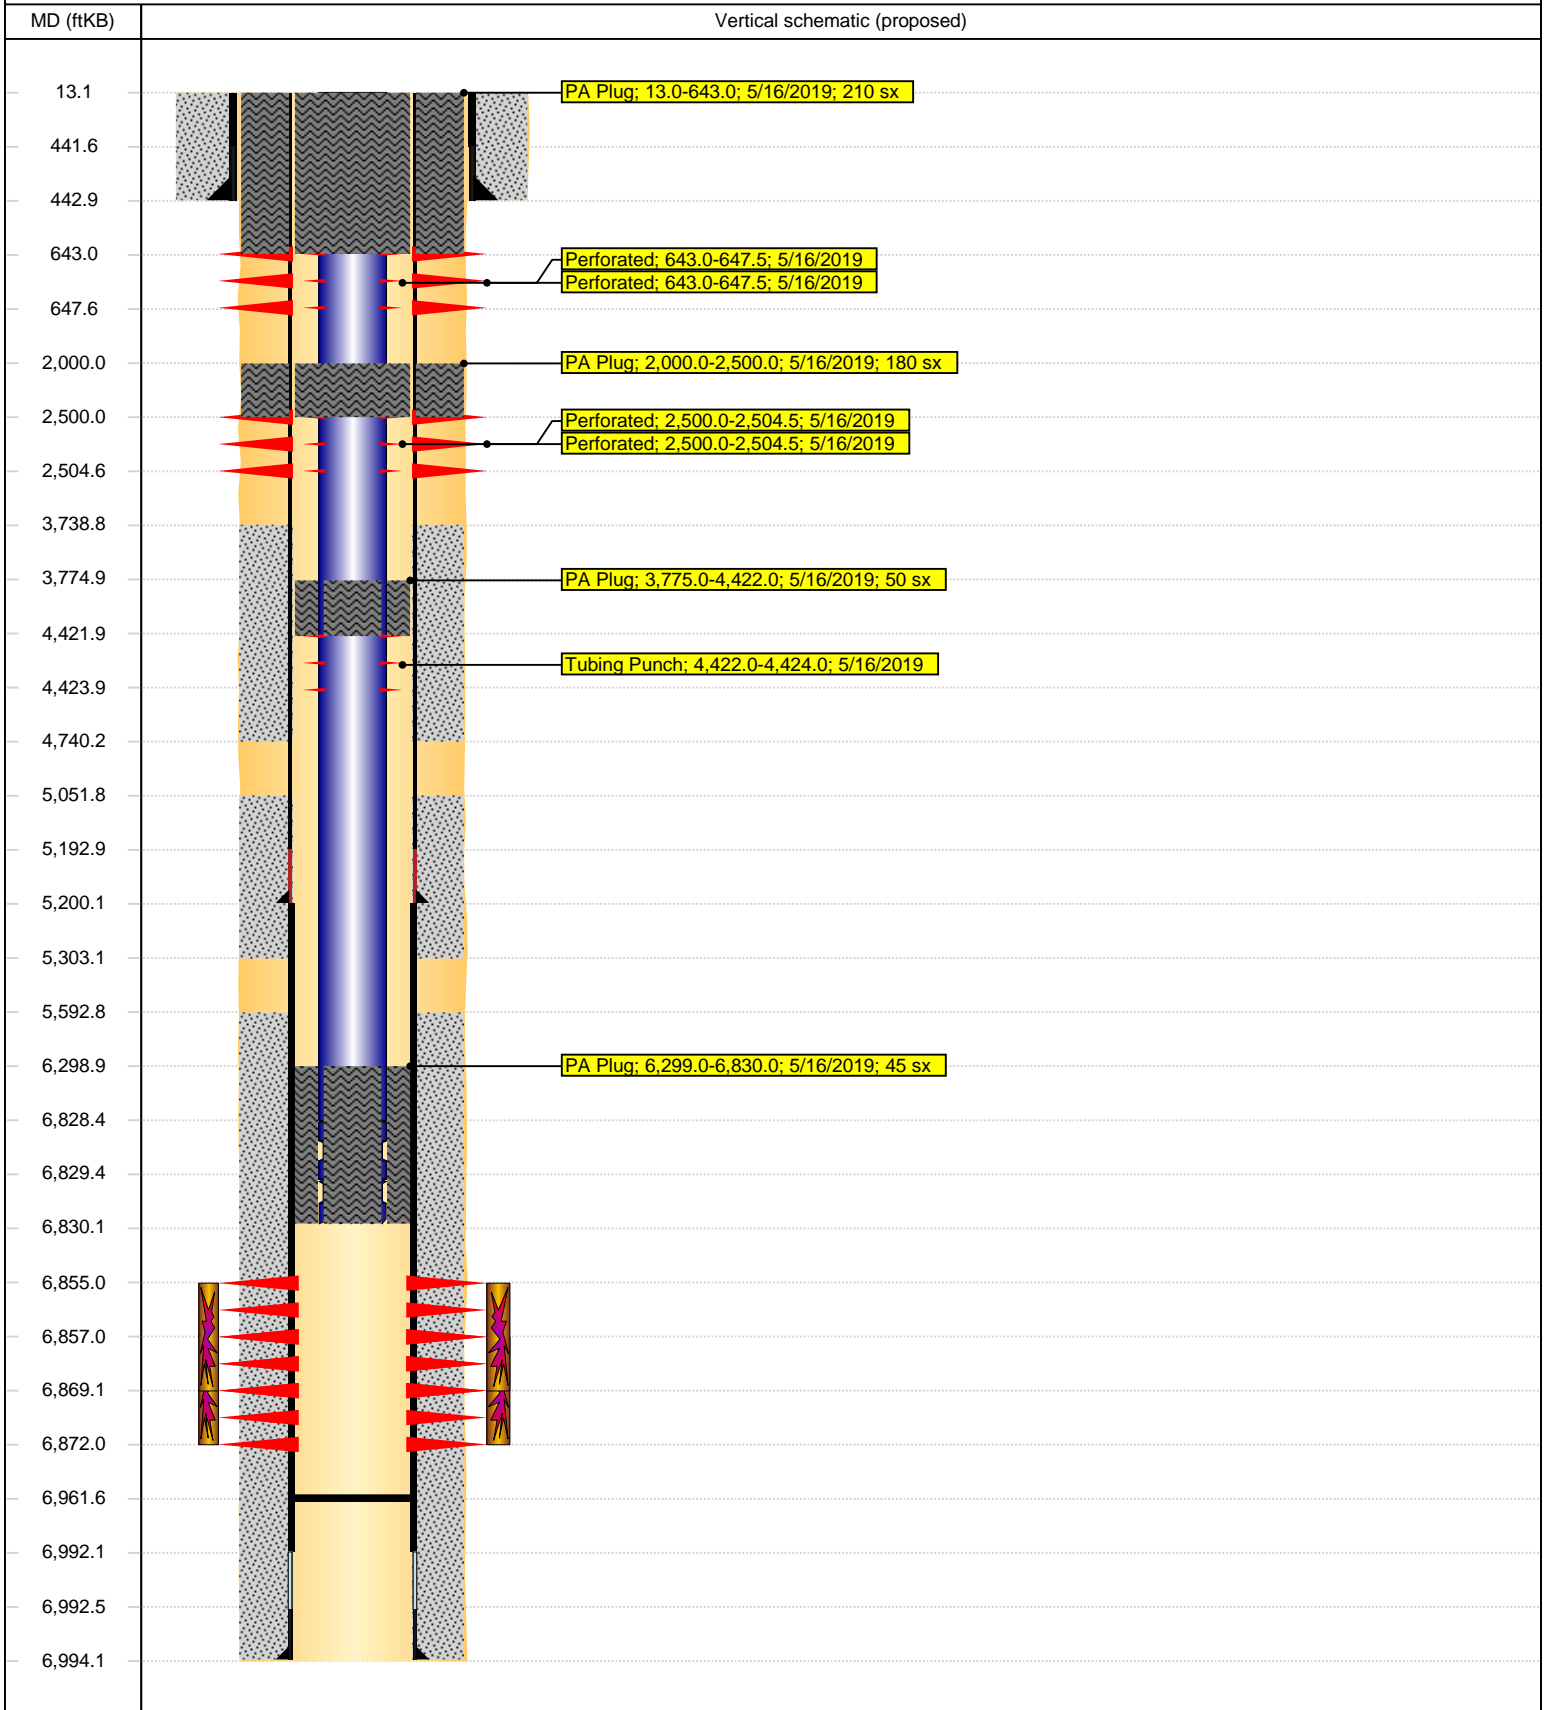 MD (ftKB)
Vertical schematic (proposed)
13.1
PA Plug; 13.0-643.0; 5/16/2019; 210 sx
441.6
442.9
643.0
Perforated; 643.0-647.5; 5/16/2019
Perforated; 643.0-647.5; 5/16/2019
647.6
2,000.0
PA Plug; 2,000.0-2,500.0; 5/16/2019; 180 sx
2,500.0
Perforated; 2,500.0-2,504.5; 5/16/2019
Perforated; 2,500.0-2,504.5; 5/16/2019
2,504.6
3,738.8
3,774.9
PA Plug; 3,775.0-4,422.0; 5/16/2019; 50 sx
4,421.9
Tubing Punch; 4,422.0-4,424.0; 5/16/2019
4,423.9
4,740.2
5,051.8
5,192.9
5,200.1
5,303.1
5,592.8
6,298.9
PA Plug; 6,299.0-6,830.0; 5/16/2019; 45 sx
6,828.4
6,829.4
6,830.1
6,855.0
6,857.0
6,869.1
6,872.0
6,961.6
6,992.1
6,992.5
6,994.1